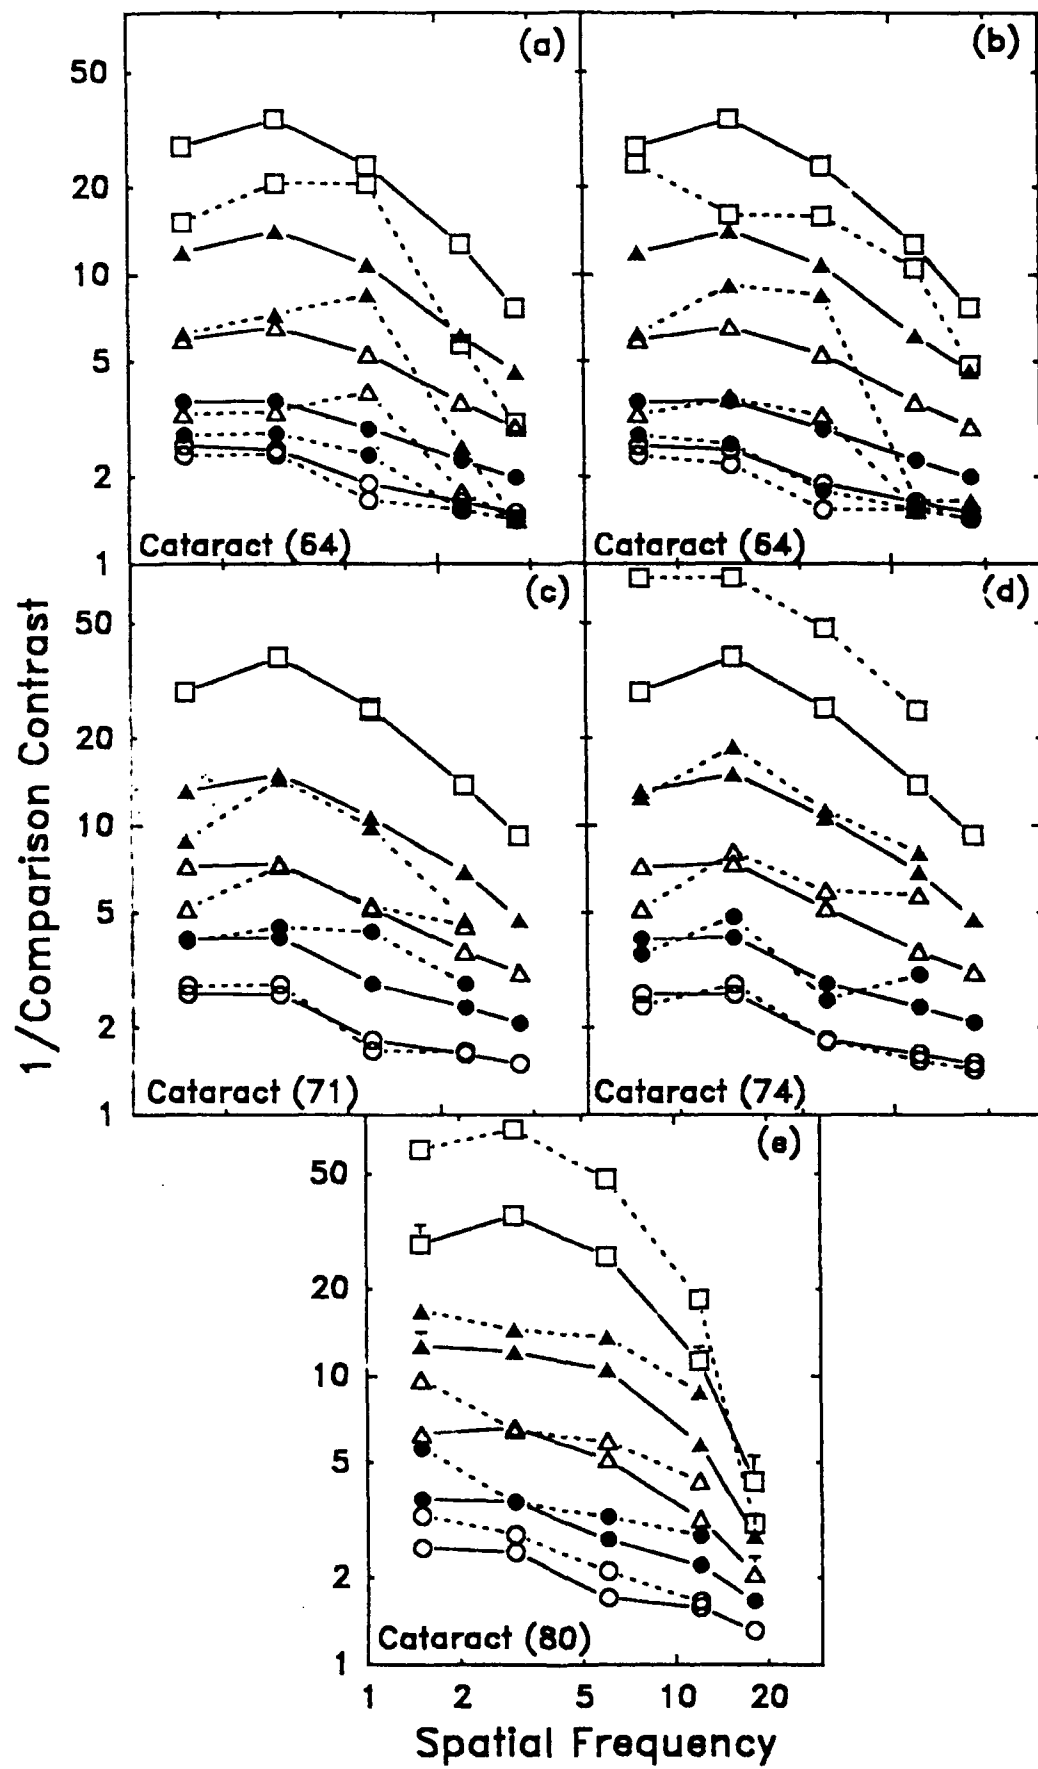 (a)
(b)
50
20
10
5
2
1
Cataract (64)
Cataract (64)
(c)
(d)
50
20
10
5
2
1
Cataract (71)
Cataract (74)
1/Comparison Contrast
(e)
50
20
10
5
2
1
Cataract (80)
1 2 5 10 20
Spatial Frequency